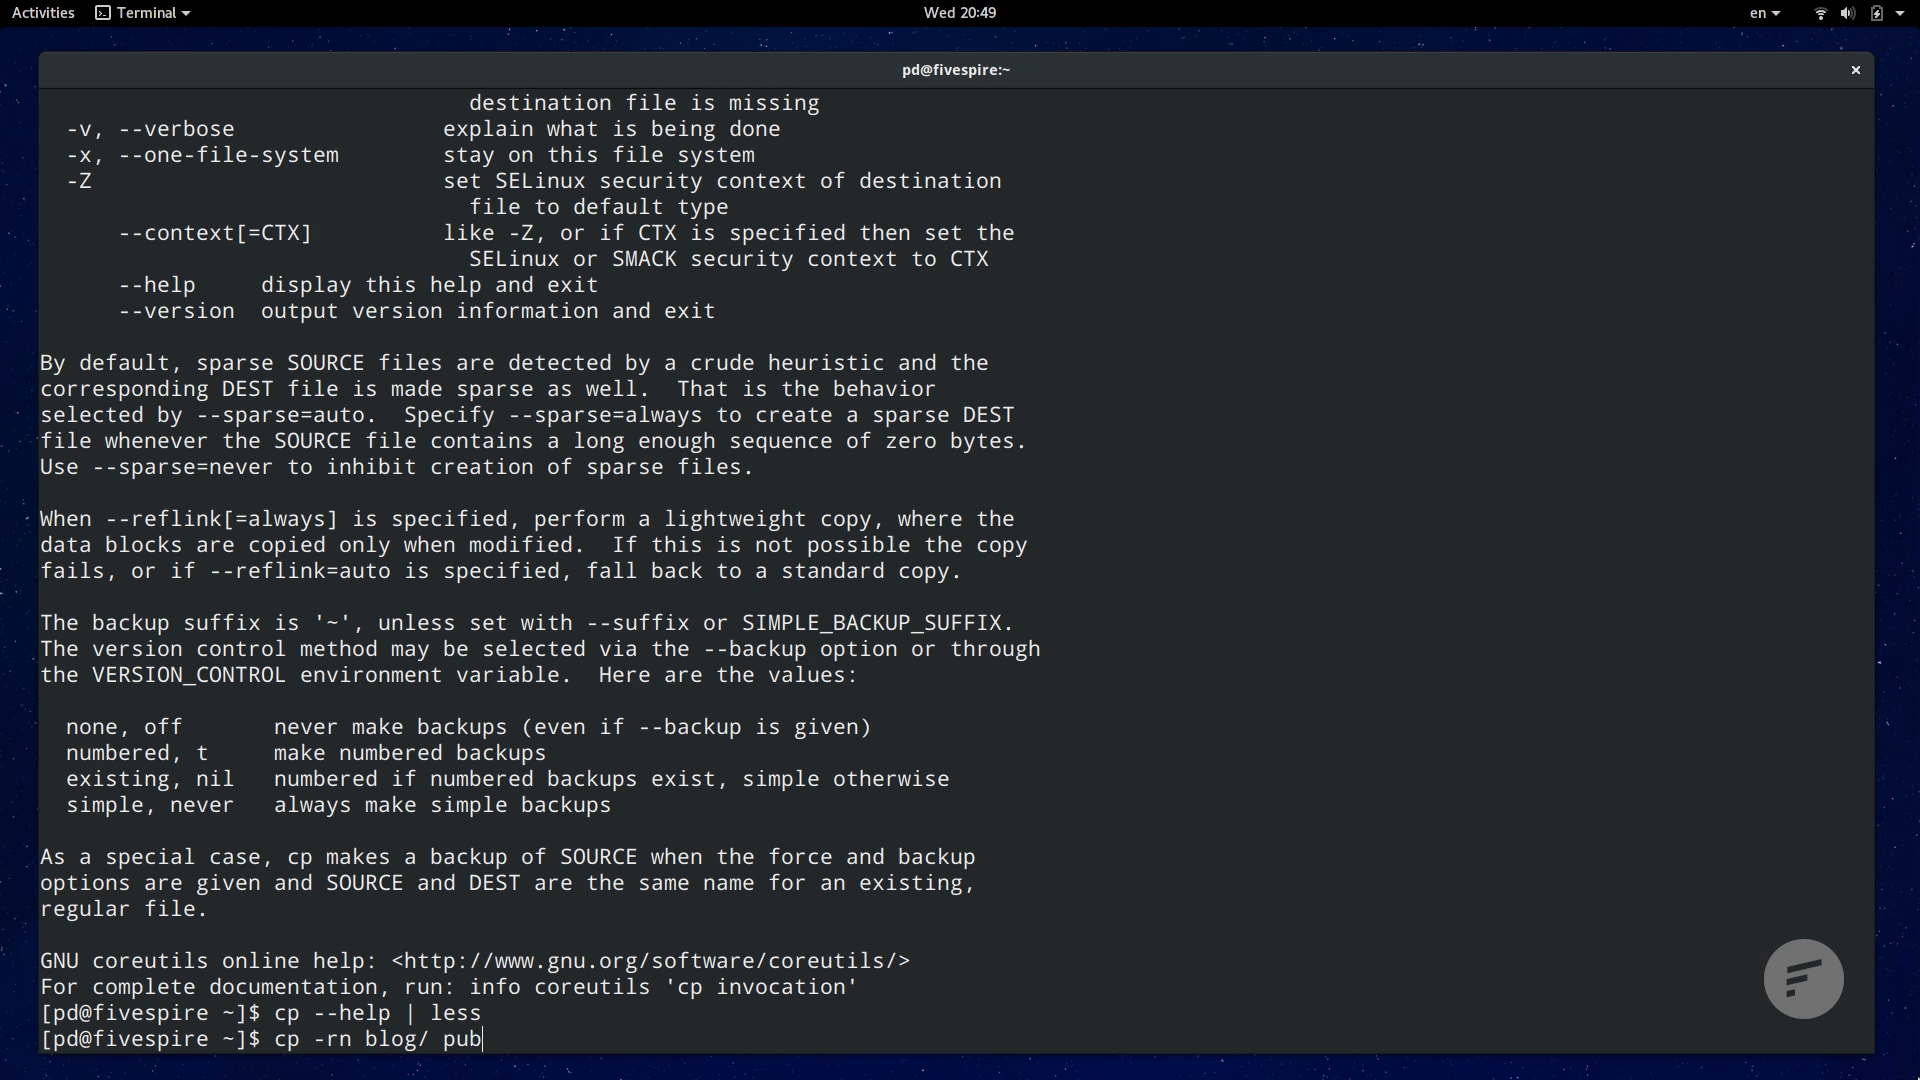 Activities Terminal Wed 20:49 en
pd@fivespire:~
destination file is missing
-v, --verbose explain what is being done
-x, --one-file-system stay on this file system
-Z set SELinux security context of destination
file to default type
--context[=CTX] like -Z, or if CTX is specified then set the
SELinux or SMACK security context to CTX
--help display this help and exit
--version output version information and exit
By default, sparse SOURCE files are detected by a crude heuristic and the
corresponding DEST file is made sparse as well. That is the behavior
selected by --sparse=auto. Specify --sparse=always to create a sparse DEST
file whenever the SOURCE file contains a long enough sequence of zero bytes.
Use --sparse=never to inhibit creation of sparse files.
When --reflink[=always] is specified, perform a lightweight copy, where the
data blocks are copied only when modified. If this is not possible the copy
fails, or if --reflink=auto is specified, fall back to a standard copy.
The backup suffix is '~', unless set with --suffix or SIMPLE_BACKUP_SUFFIX.
The version control method may be selected via the --backup option or through
the VERSION_CONTROL environment variable. Here are the values:
none, off never make backups (even if --backup is given)
numbered, t make numbered backups
existing, nil numbered if numbered backups exist, simple otherwise
simple, never always make simple backups
As a special case, cp makes a backup of SOURCE when the force and backup
options are given and SOURCE and DEST are the same name for an existing,
regular file.
GNU coreutils online help: <http://www.gnu.org/software/coreutils/>
For complete documentation, run: info coreutils 'cp invocation'
[pd@fivespire ~]$ cp --help | less
[pd@fivespire ~]$ cp -rn blog/ pub